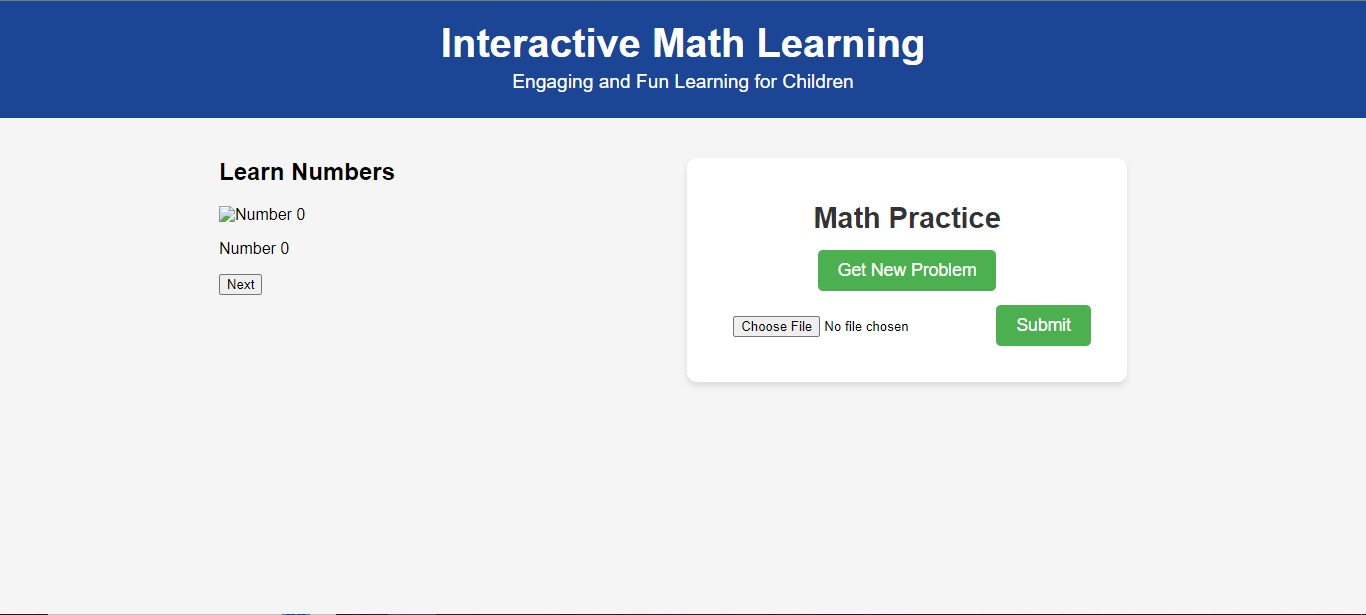 Interactive Math Learning
Engaging and Fun Learning for Children
Learn Numbers
Number 0
Number 0
Next
Math Practice
Get New Problem
Choose File No file chosen
Submit